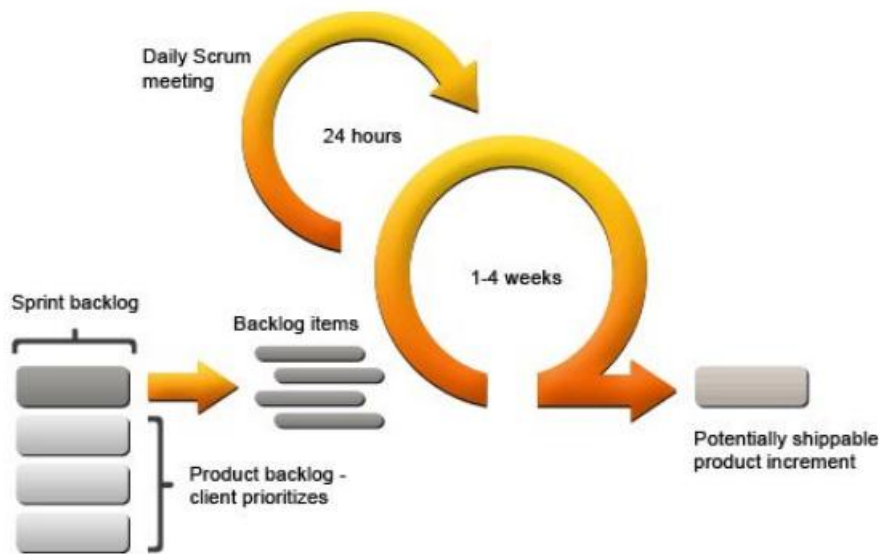 Daily Scrum
meeting
24 hours
1-4 weeks
Sprint backlog
Backlog items
Product backlog -
client prioritizes
Potentially shippable
product increment